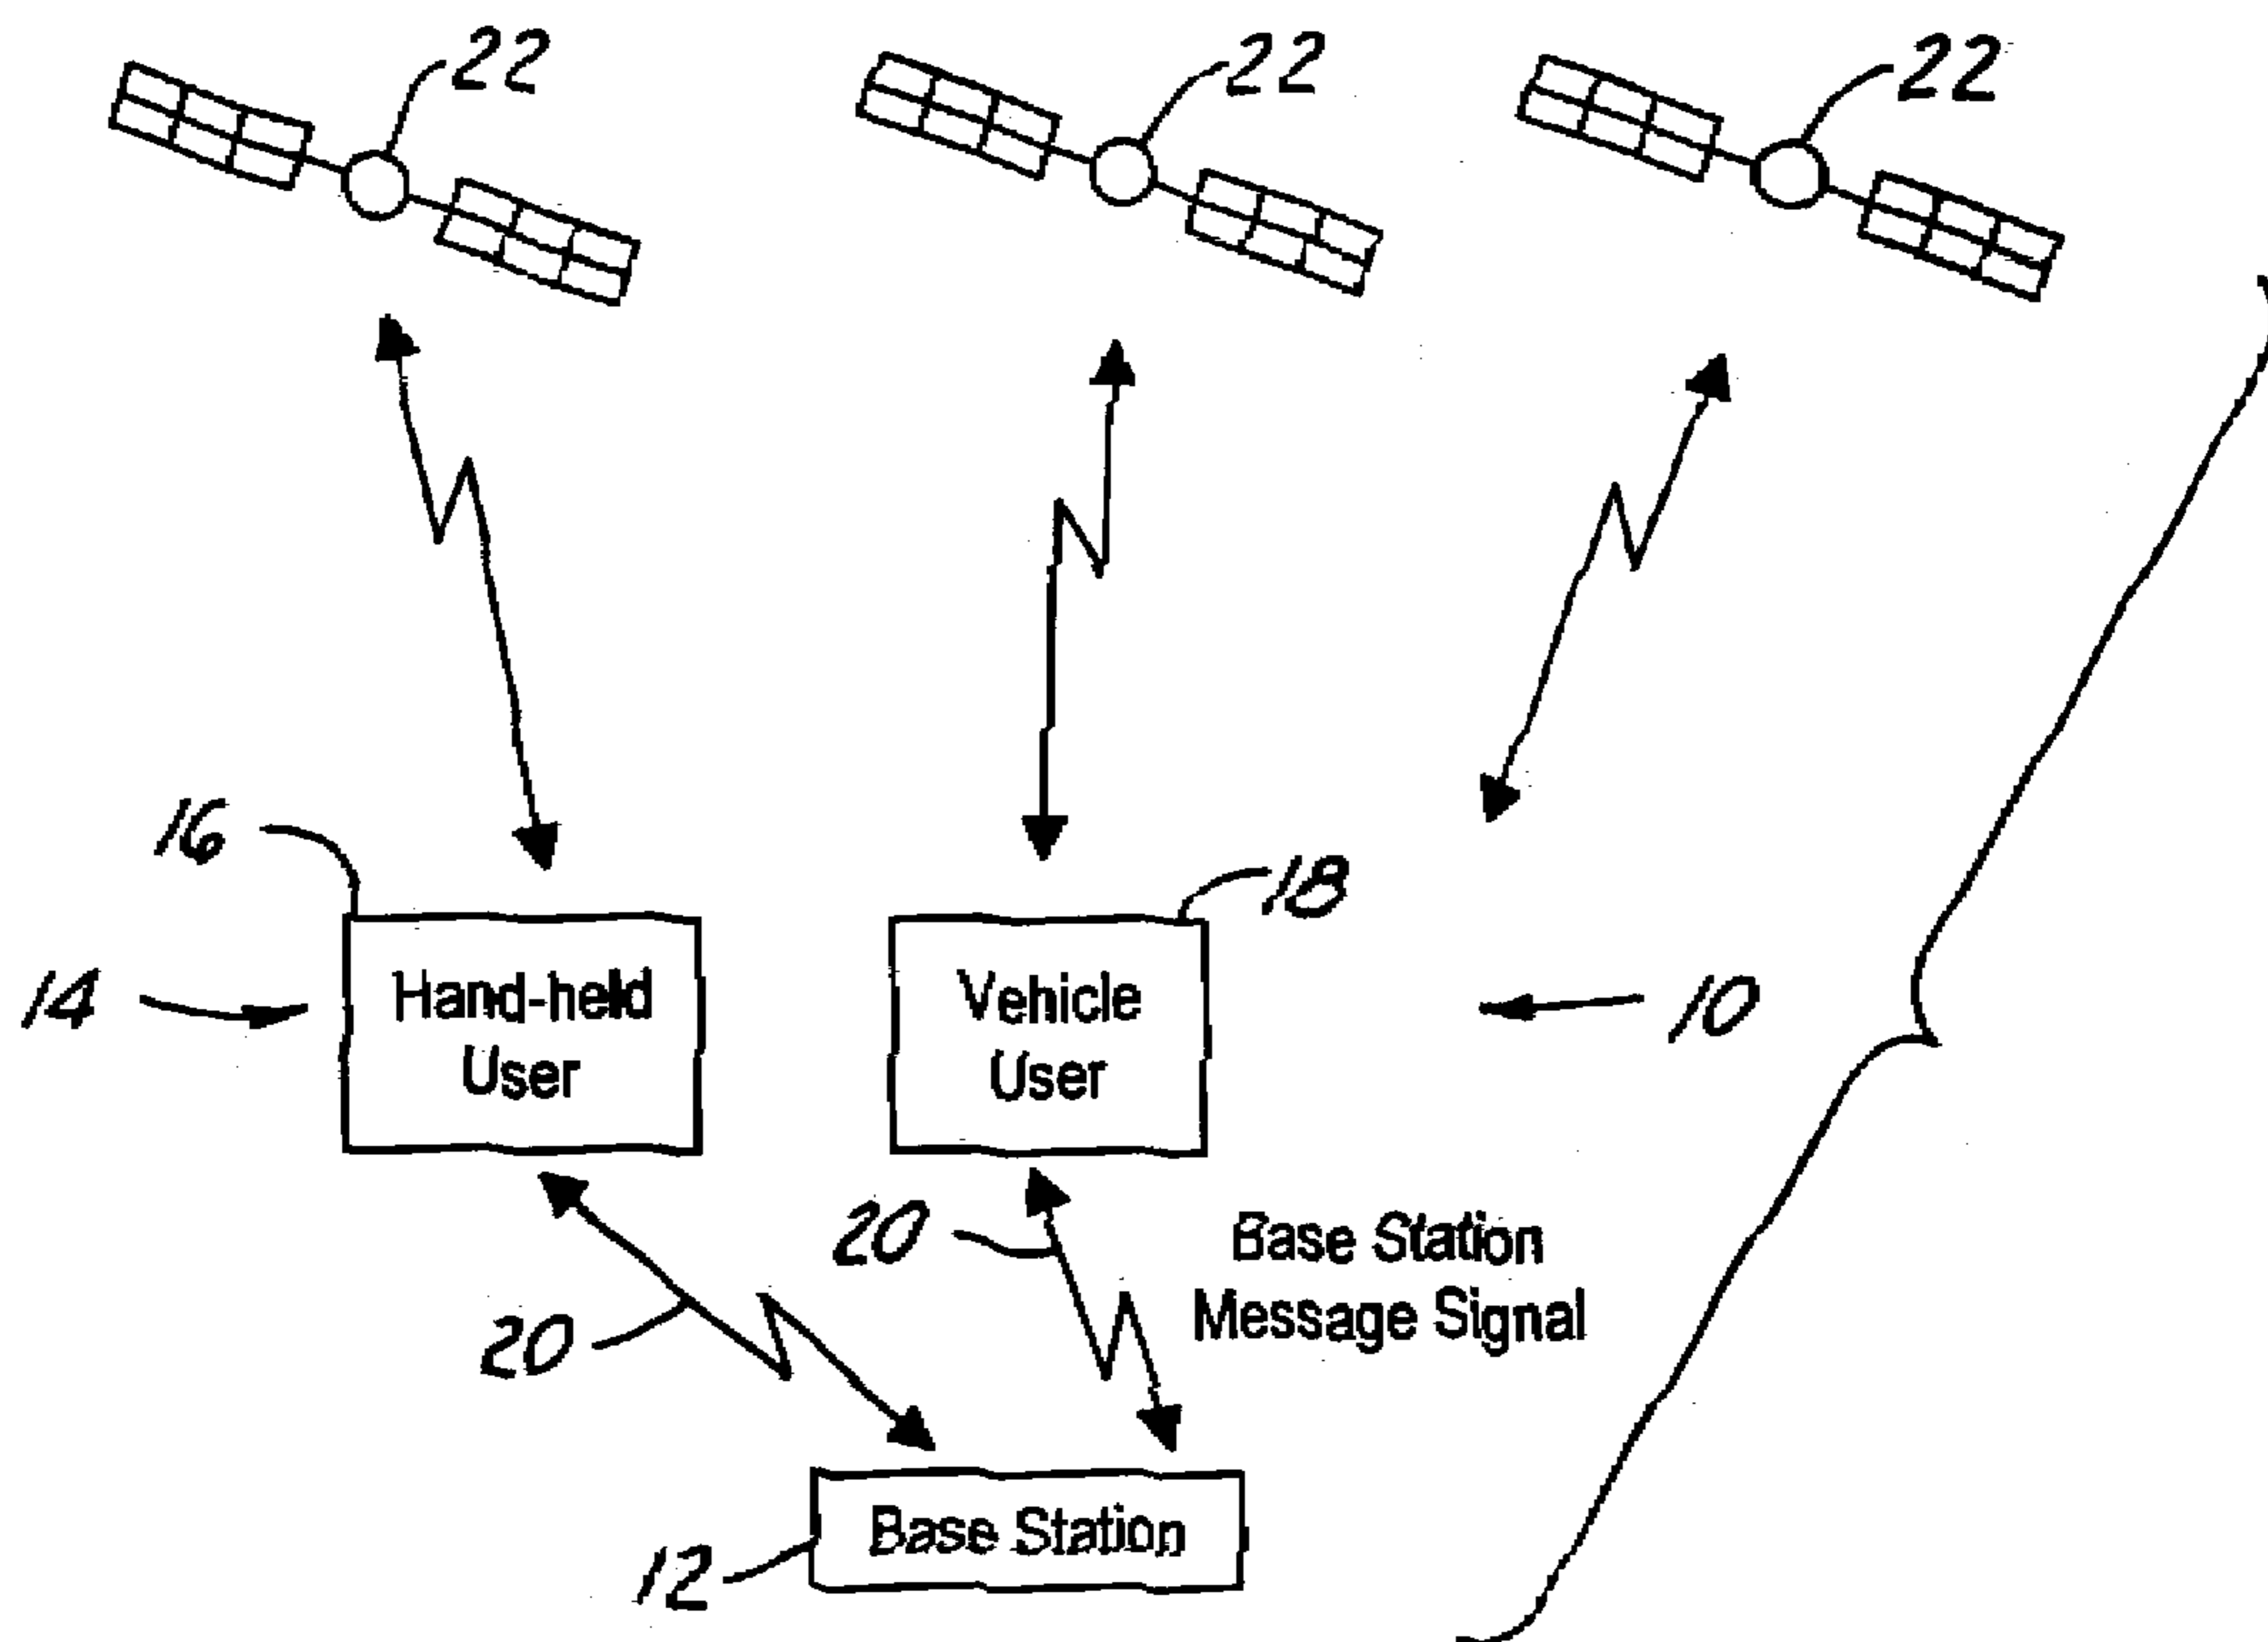 22 22 22
16
18
14
Hand-held
User
Vehicle
User
10
20
Base Station
Message Signal
20
Base Station
12